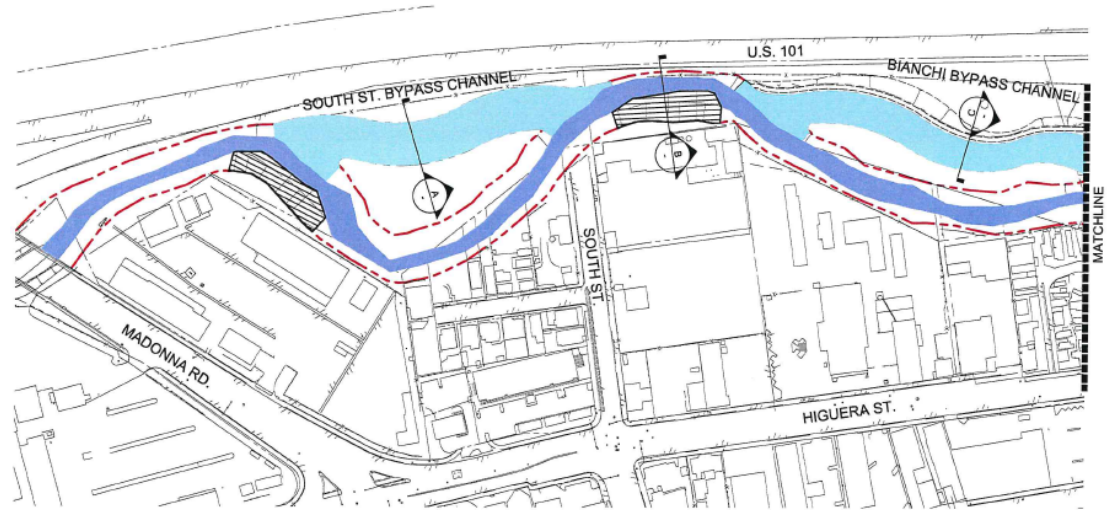 U.S. 101
SOUTH ST. BYPASS CHANNEL
BIANCHI BYPASS CHANNEL
C
A
B
SOUTH ST.
MATCHLINE
MADONNA RD.
HIGUERA ST.